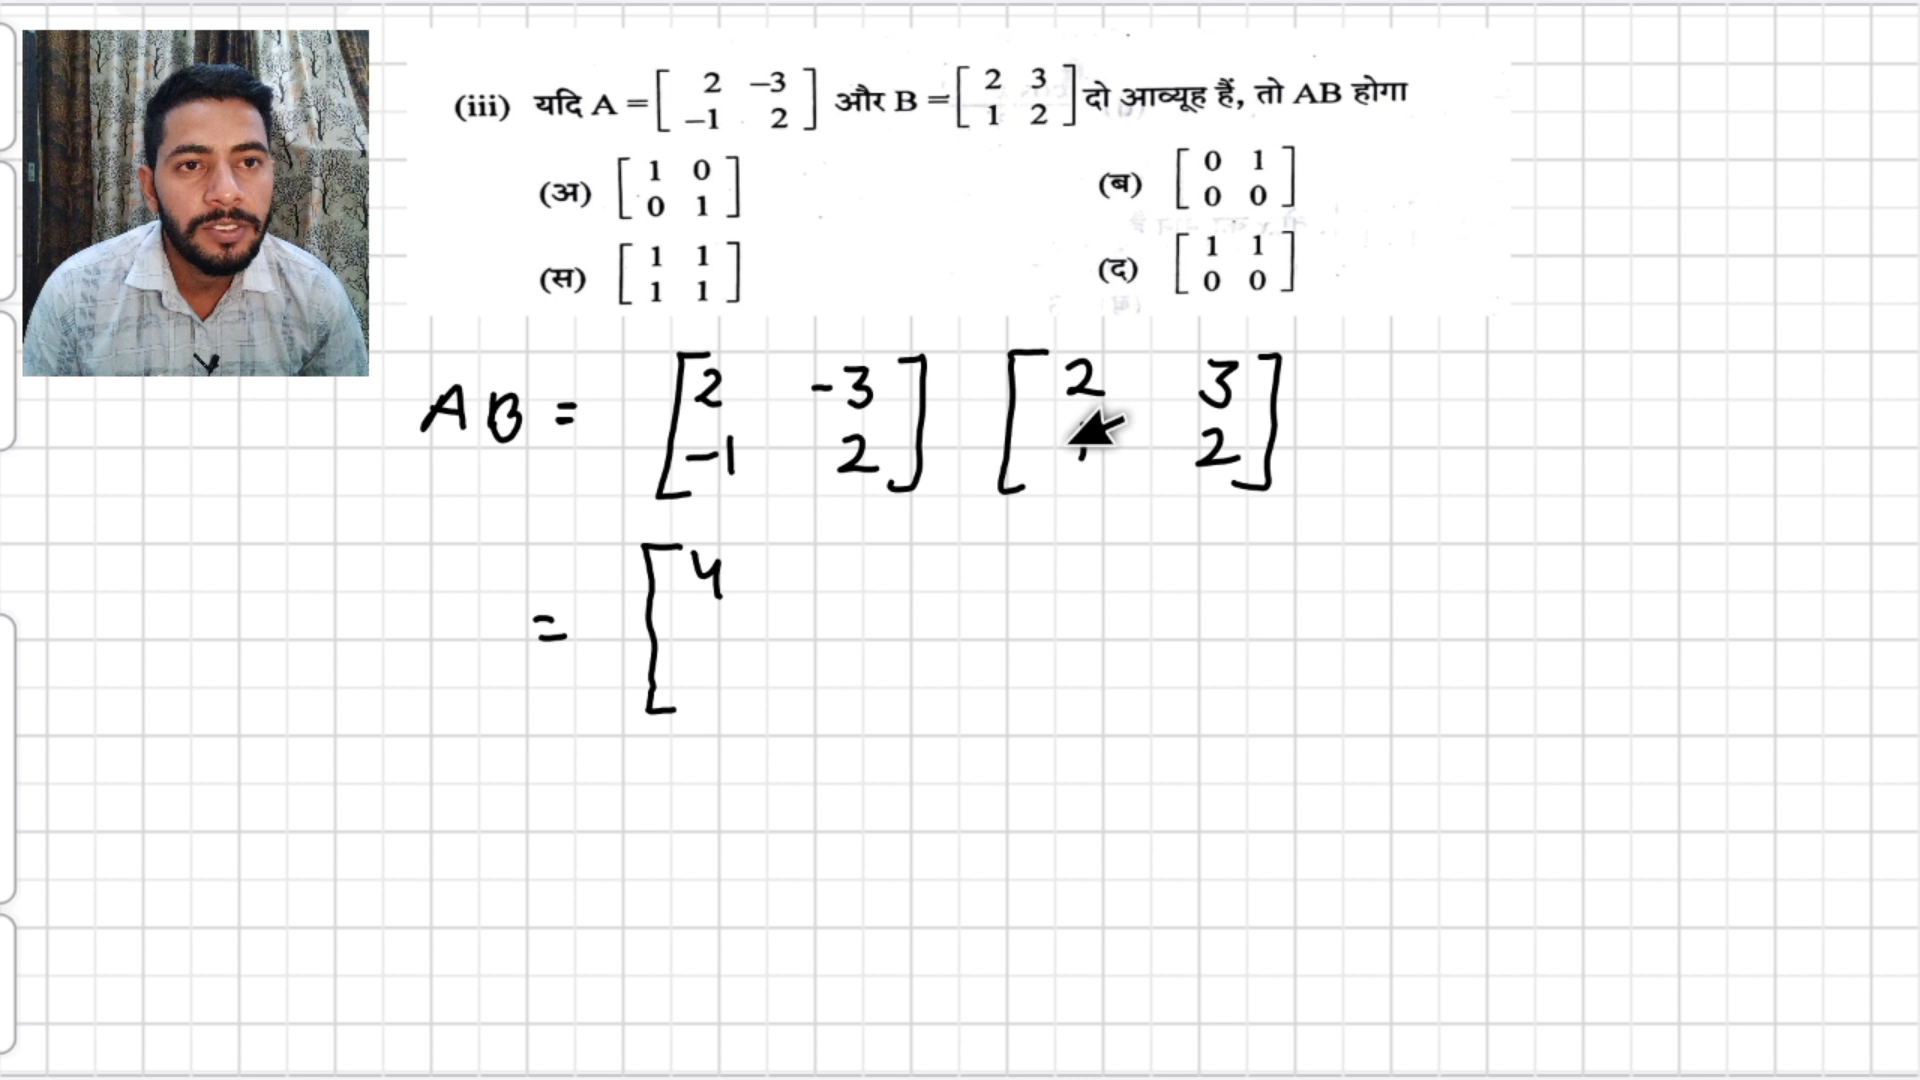 (iii) यदि A = [ 2 −3 ] और B = [ 2 3 ] दो आव्यूह हैं, तो AB होगा
−1 2 1 2
(अ) [ 1 0 ] (ब) [ 0 1 ]
0 1 0 0
(स) [ 1 1 ] (द) [ 1 1 ]
1 1 0 0
AB = [ 2 -3 ] [ 2 3 ]
-1 2 2
= [ 4